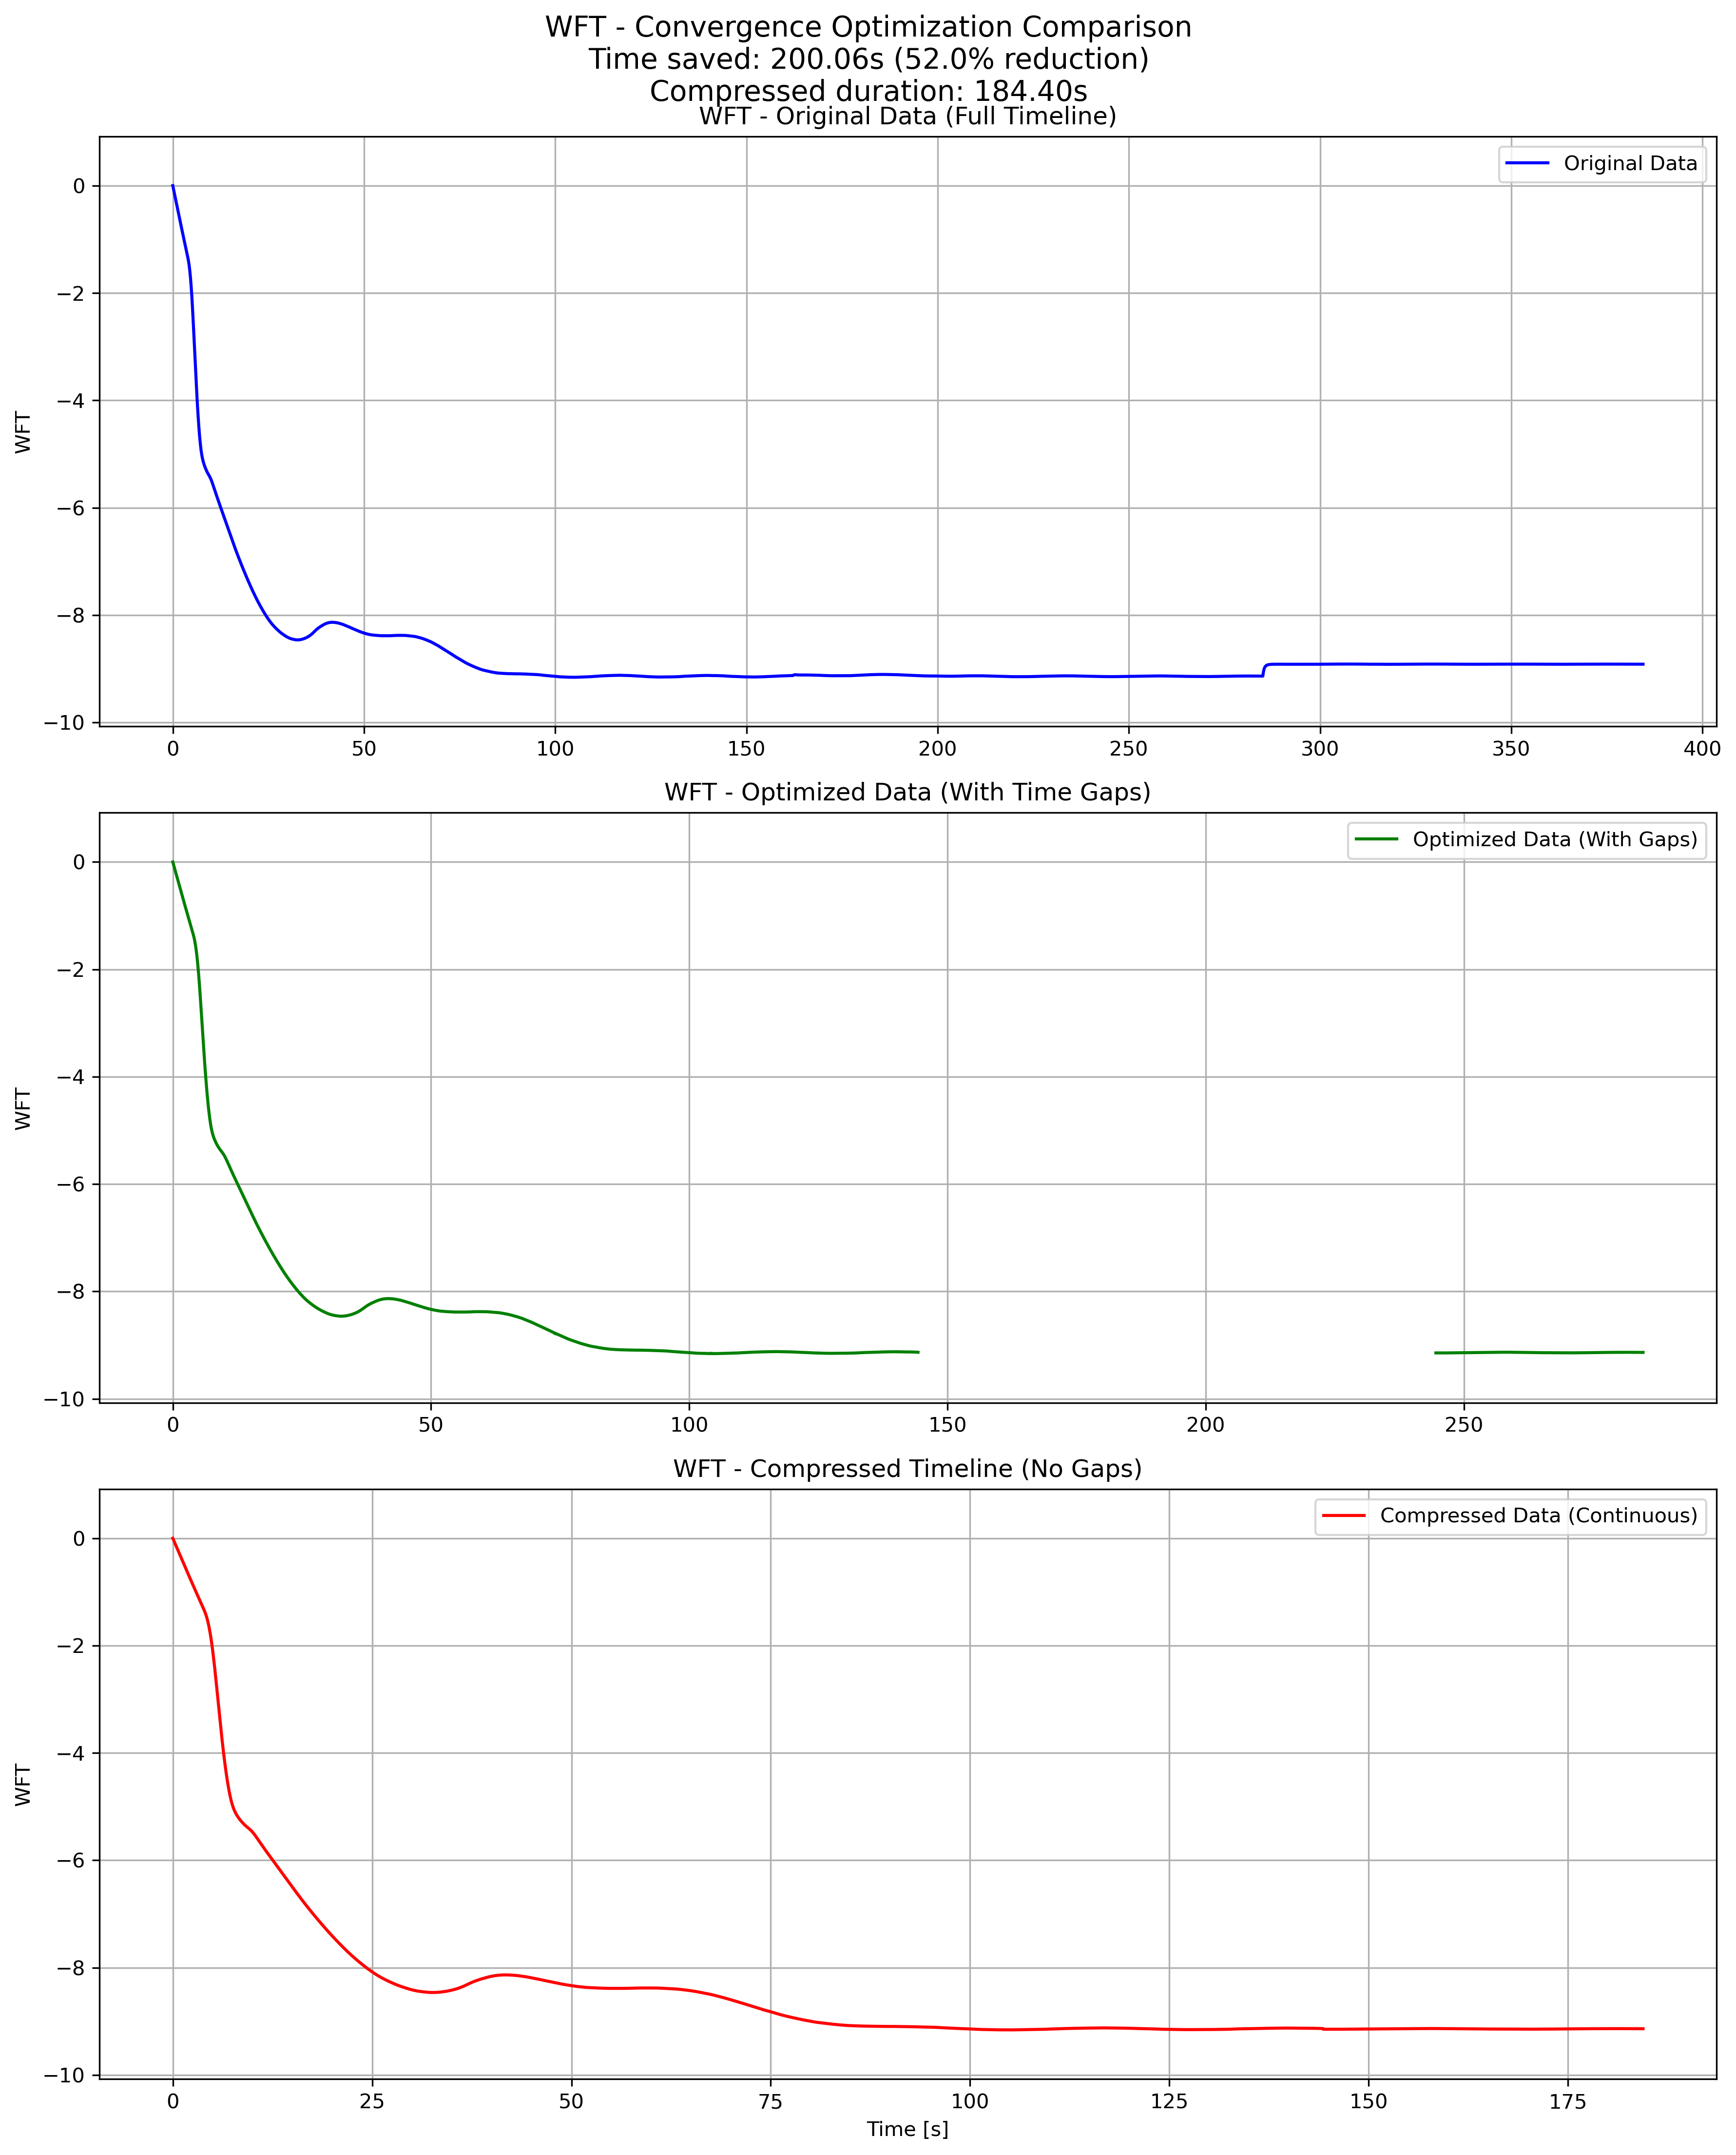 WFT - Convergence Optimization Comparison
Time saved: 200.06s (52.0% reduction)
Compressed duration: 184.40s
WFT - Original Data (Full Timeline)
Original Data
WFT
0
−2
−4
−6
−8
−10
0 50 100 150 200 250 300 350 400
WFT - Optimized Data (With Time Gaps)
Optimized Data (With Gaps)
WFT
0
−2
−4
−6
−8
−10
0 50 100 150 200 250
WFT - Compressed Timeline (No Gaps)
Compressed Data (Continuous)
WFT
0
−2
−4
−6
−8
−10
0 25 50 75 100 125 150 175
Time [s]